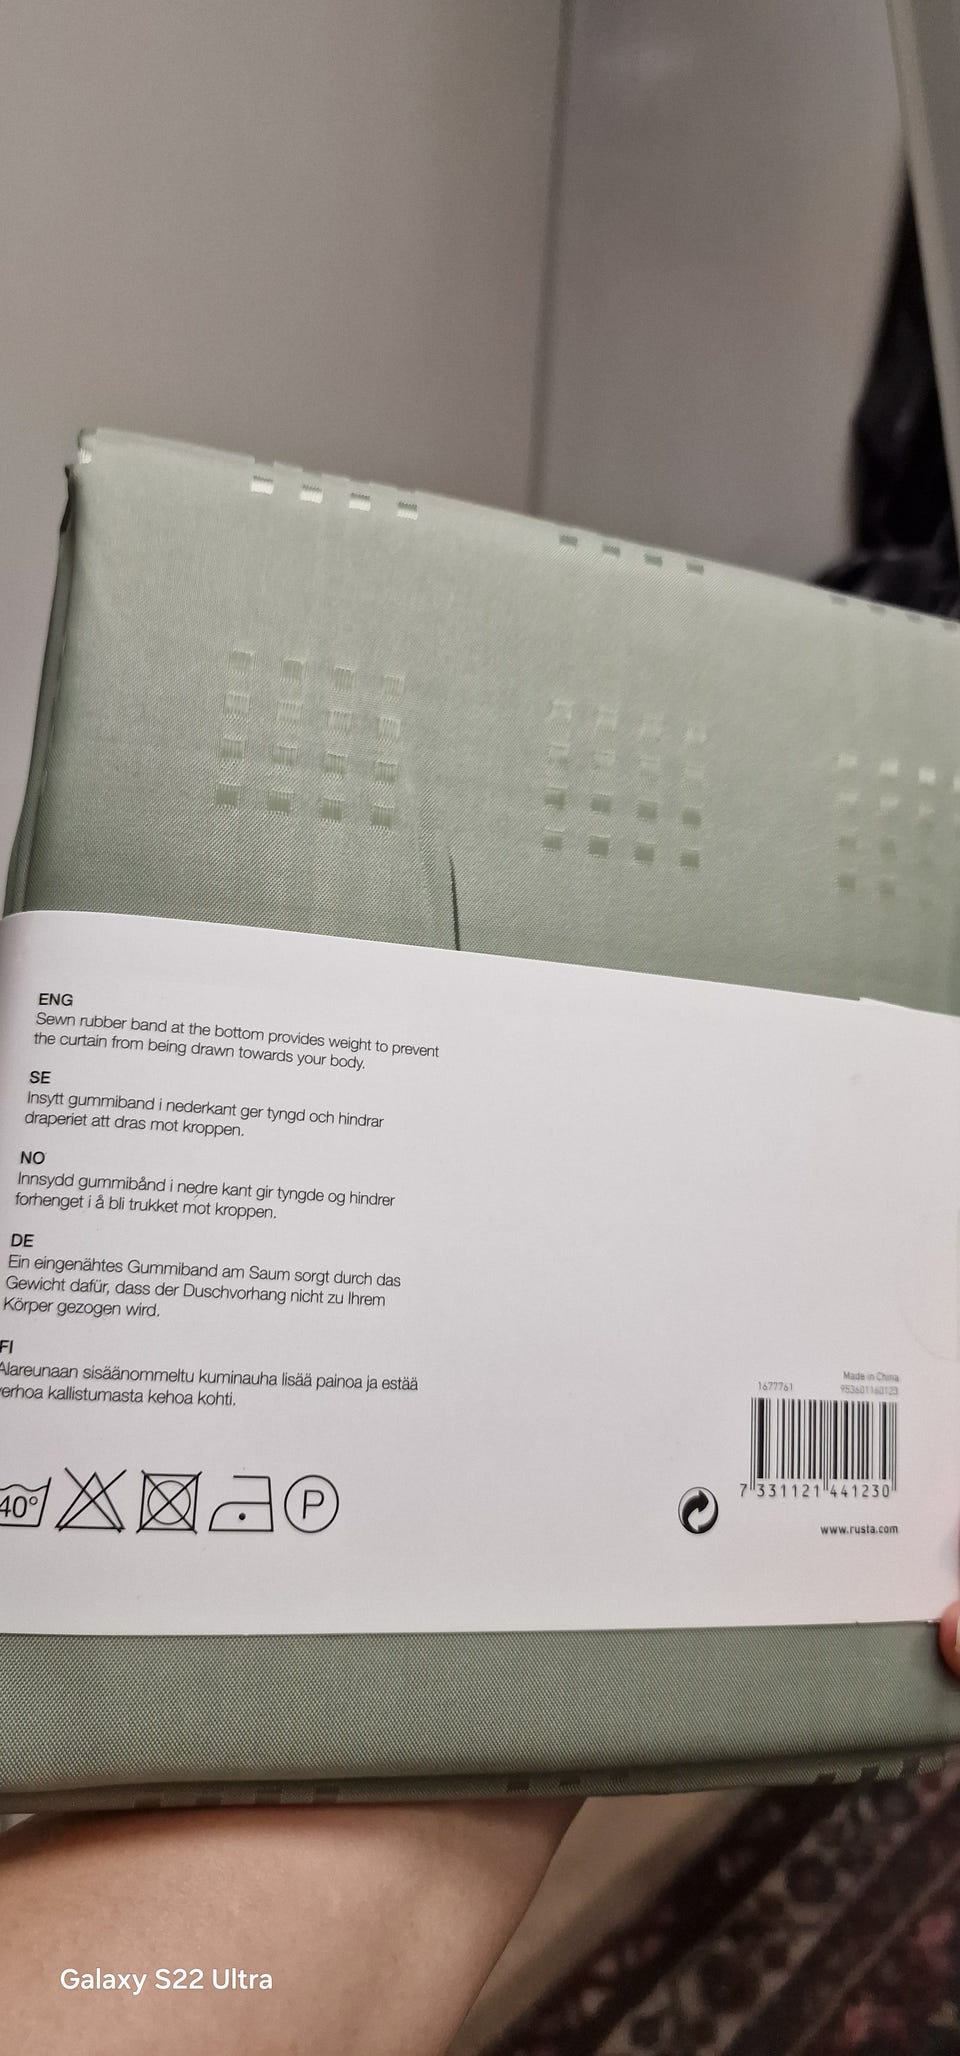 ENG
Sewn rubber band at the bottom provides weight to prevent
the curtain from being drawn towards your body.
SE
Insytt gummiband i nederkant ger tyngd och hindrar
draperiet att dras mot kroppen.
NO
Innsydd gummibånd i nedre kant gir tyngde og hindrer
forhenget i å bli trukket mot kroppen.
DE
Ein eingenähtes Gummiband am Saum sorgt durch das
Gewicht dafür, dass der Duschvorhang nicht zu Ihrem
Körper gezogen wird.
FI
Alareunaan sisäänommeltu kuminauha lisää painoa ja estää
verhoa kallistumasta kehoa kohti.
40°
P
Made in China
1677761 953601160123
7 331121 441230
www.rusta.com
Galaxy S22 Ultra